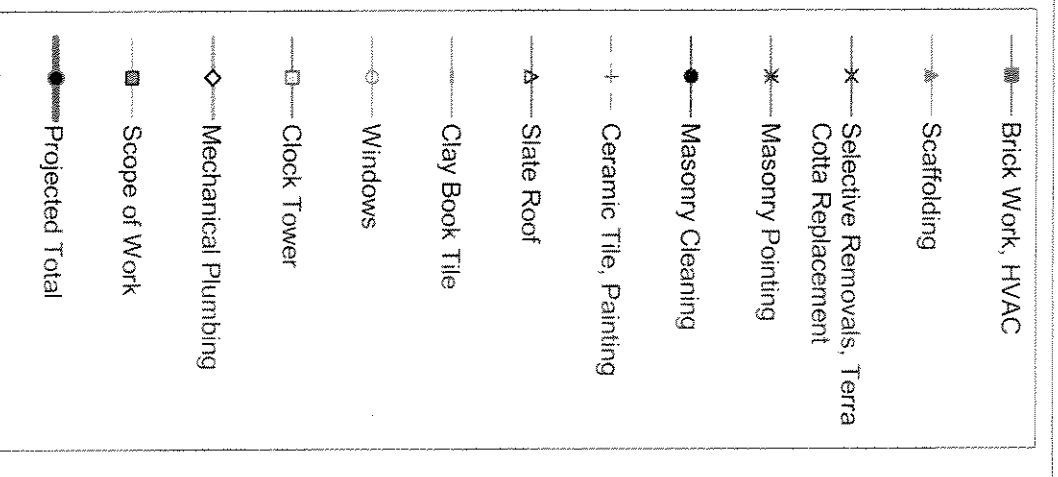 Brick Work, HVAC
Scaffolding
Selective Removals, Terra
Cotta Replacement
Masonry Pointing
Masonry Cleaning
Ceramic Tile, Painting
Slate Roof
Clay Book Tile
Windows
Clock Tower
Mechanical Plumbing
Scope of Work
Projected Total